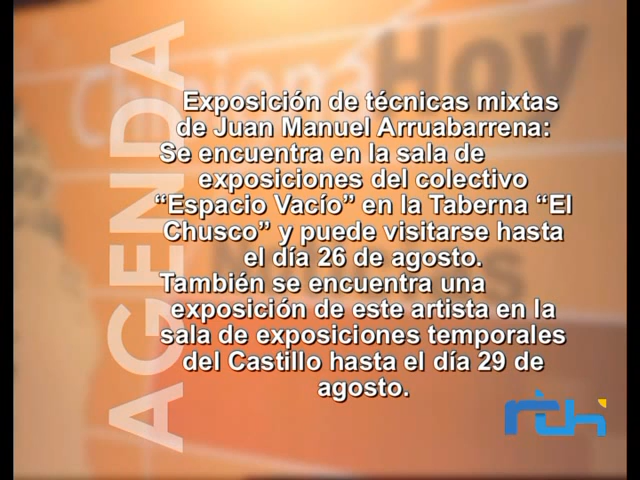 AGENDA
Chipiona Hoy
Exposición de técnicas mixtas
de Juan Manuel Arruabarrena:
Se encuentra en la sala de
exposiciones del colectivo
“Espacio Vacío” en la Taberna “El
Chusco” y puede visitarse hasta
el día 26 de agosto.
También se encuentra una
exposición de este artista en la
sala de exposiciones temporales
del Castillo hasta el día 29 de
agosto.
rtch